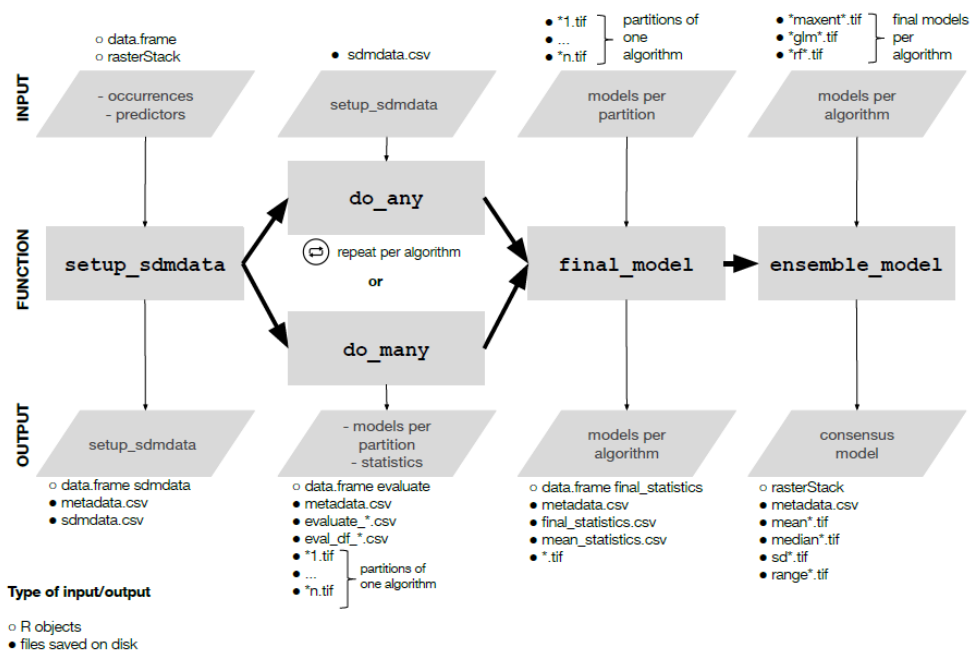 ○ data.frame
○ rasterStack
● sdmdata.csv
● *1.tif
● ...
● *n.tif
partitions of
one
algorithm
● *maxent*.tif
● *glm*.tif
● *rf*.tif
final models
per
algorithm
INPUT
- occurrences
- predictors
setup_sdmdata
models per
partition
models per
algorithm
FUNCTION
setup_sdmdata
do_any
repeat per algorithm
or
do_many
final_model
ensemble_model
OUTPUT
setup_sdmdata
- models per
partition
- statistics
models per
algorithm
consensus
model
○ data.frame sdmdata
● metadata.csv
● sdmdata.csv
○ data.frame evaluate
● metadata.csv
● evaluate_*.csv
● eval_df_*.csv
● *1.tif
● ...
● *n.tif
partitions of
one algorithm
○ data.frame final_statistics
● metadata.csv
● final_statistics.csv
● mean_statistics.csv
● *.tif
○ rasterStack
● metadata.csv
● mean*.tif
● median*.tif
● sd*.tif
● range*.tif
Type of input/output
○ R objects
● files saved on disk